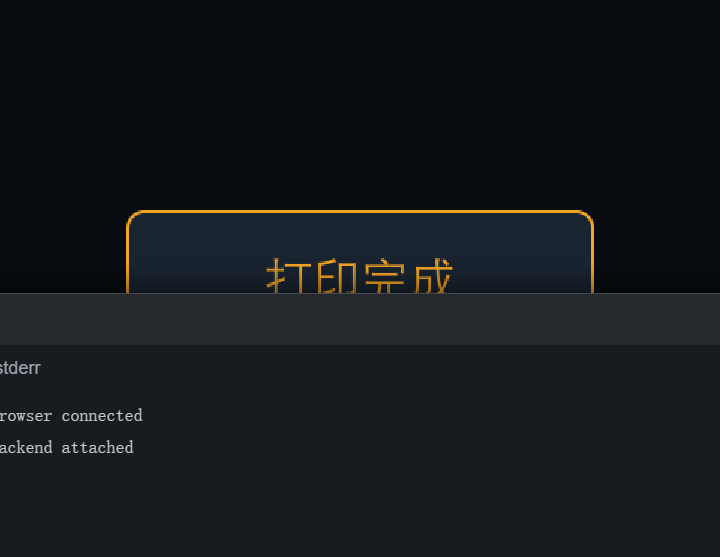 打印完成
stderr
rowser connected
ackend attached